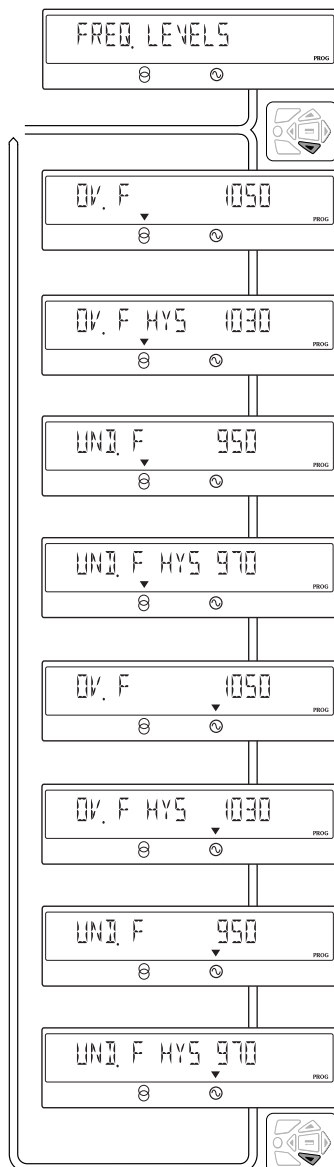 FREQ. LEVELS
PROG
OV. F 1050
PROG
OV. F HYS 1030
PROG
UND. F 950
PROG
UND. F HYS 970
PROG
OV. F 1050
PROG
OV. F HYS 1030
PROG
UND. F 950
PROG
UND. F HYS 970
PROG